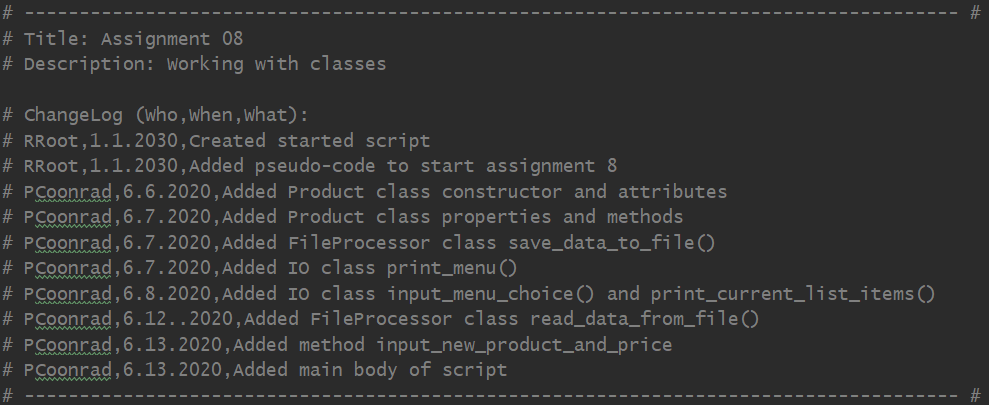 # ------------------------------------------------------------------------------------- #
# Title: Assignment 08
# Description: Working with classes
# ChangeLog (Who,When,What):
# RRoot,1.1.2030,Created started script
# RRoot,1.1.2030,Added pseudo-code to start assignment 8
# PCoonrad,6.6.2020,Added Product class constructor and attributes
# PCoonrad,6.7.2020,Added Product class properties and methods
# PCoonrad,6.7.2020,Added FileProcessor class save_data_to_file()
# PCoonrad,6.7.2020,Added IO class print_menu()
# PCoonrad,6.8.2020,Added IO class input_menu_choice() and print_current_list_items()
# PCoonrad,6.12..2020,Added FileProcessor class read_data_from_file()
# PCoonrad,6.13.2020,Added method input_new_product_and_price
# PCoonrad,6.13.2020,Added main body of script
# ------------------------------------------------------------------------------------- #